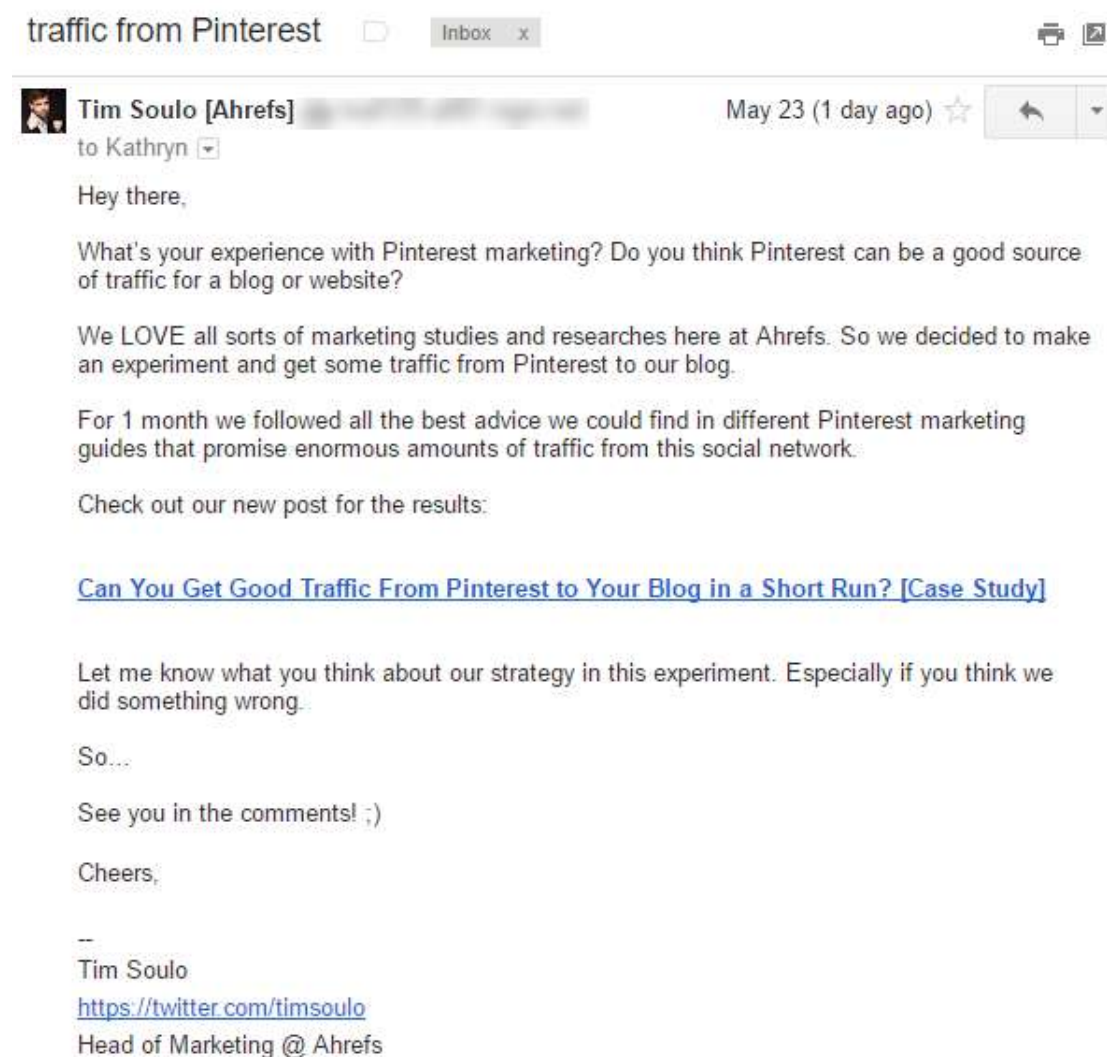 traffic from Pinterest
Inbox x
Tim Soulo [Ahrefs]
May 23 (1 day ago)
to Kathryn
Hey there,
What's your experience with Pinterest marketing? Do you think Pinterest can be a good source
of traffic for a blog or website?
We LOVE all sorts of marketing studies and researches here at Ahrefs. So we decided to make
an experiment and get some traffic from Pinterest to our blog.
For 1 month we followed all the best advice we could find in different Pinterest marketing
guides that promise enormous amounts of traffic from this social network.
Check out our new post for the results:
Can You Get Good Traffic From Pinterest to Your Blog in a Short Run? [Case Study]
Let me know what you think about our strategy in this experiment. Especially if you think we
did something wrong.
So...
See you in the comments! ;)
Cheers,
--
Tim Soulo
https://twitter.com/timsoulo
Head of Marketing @ Ahrefs